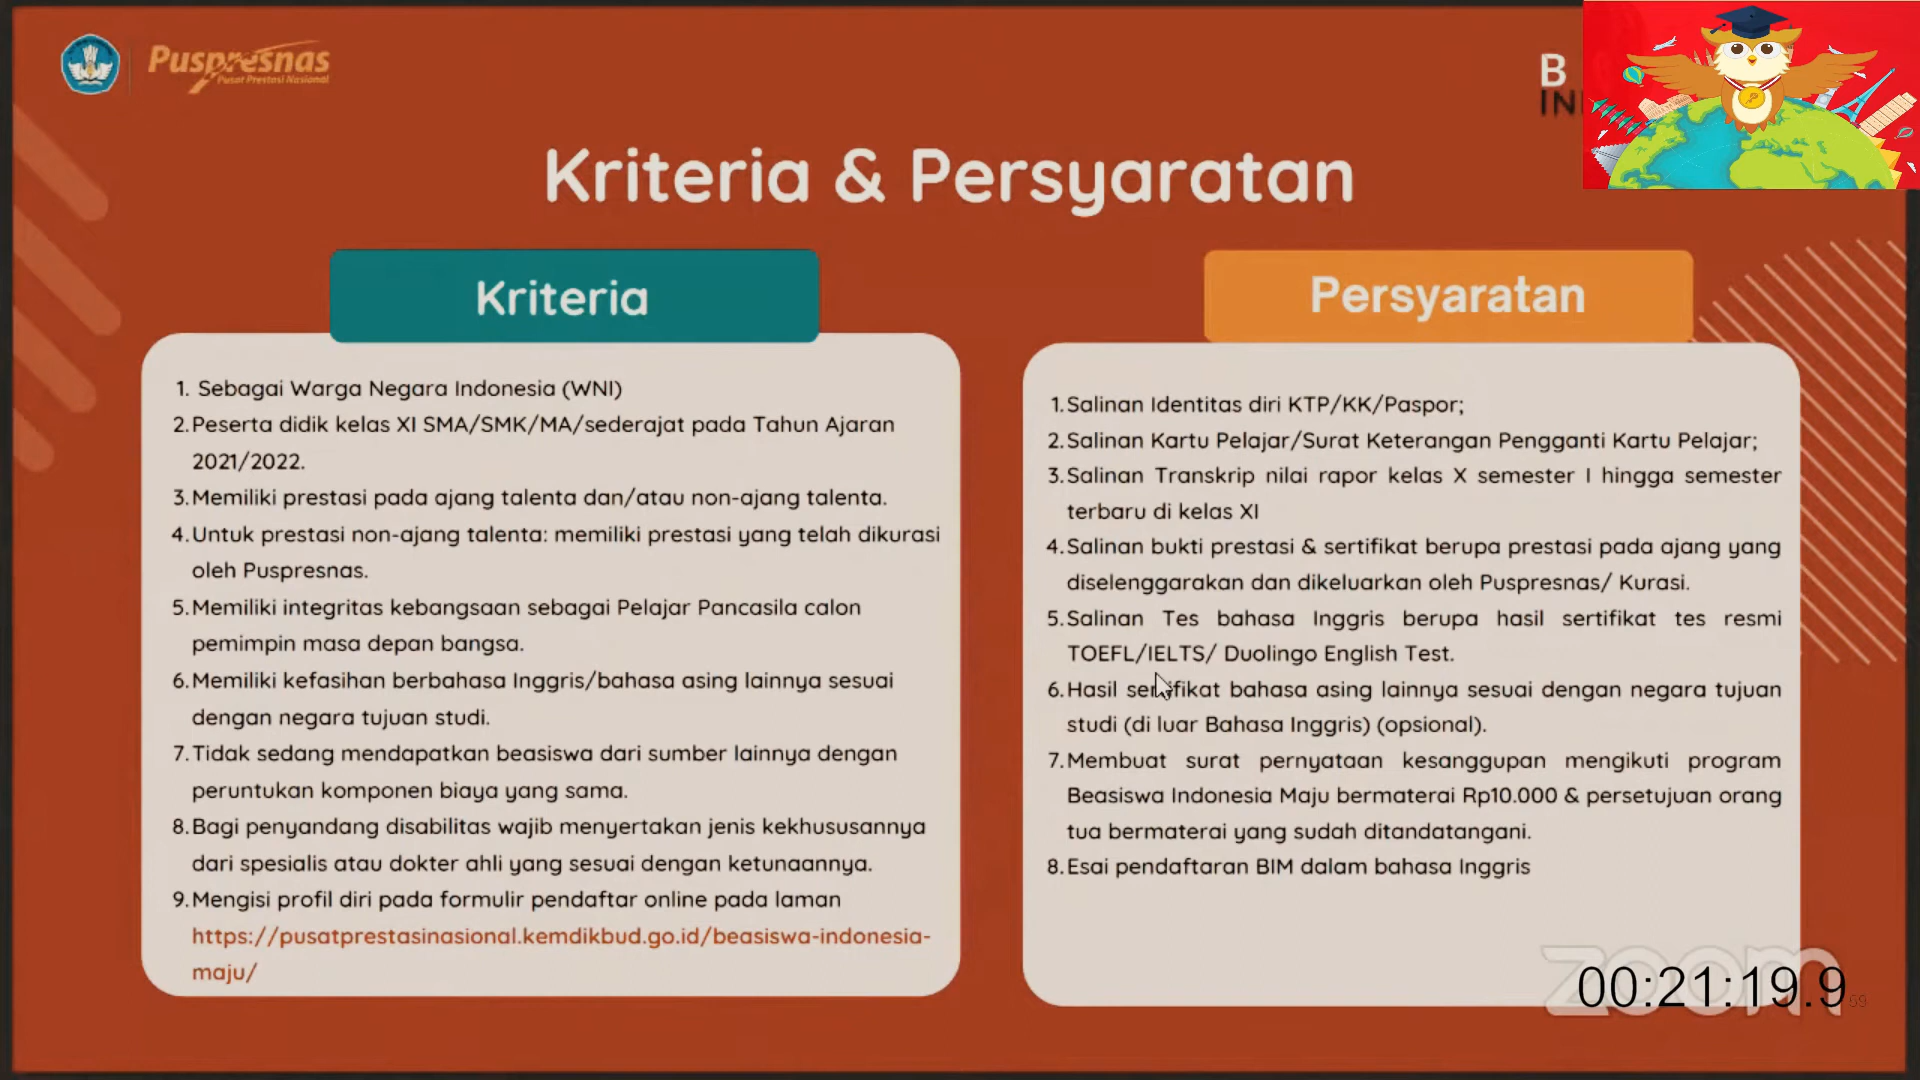 Puspresnas
Pusat Prestasi Nasional
B
IN
Kriteria & Persyaratan
Kriteria
1. Sebagai Warga Negara Indonesia (WNI)
2. Peserta didik kelas XI SMA/SMK/MA/sederajat pada Tahun Ajaran
2021/2022.
3. Memiliki prestasi pada ajang talenta dan/atau non-ajang talenta.
4. Untuk prestasi non-ajang talenta: memiliki prestasi yang telah dikurasi
oleh Puspresnas.
5. Memiliki integritas kebangsaan sebagai Pelajar Pancasila calon
pemimpin masa depan bangsa.
6. Memiliki kefasihan berbahasa Inggris/bahasa asing lainnya sesuai
dengan negara tujuan studi.
7. Tidak sedang mendapatkan beasiswa dari sumber lainnya dengan
peruntukan komponen biaya yang sama.
8. Bagi penyandang disabilitas wajib menyertakan jenis kekhususannya
dari spesialis atau dokter ahli yang sesuai dengan ketunaannya.
9. Mengisi profil diri pada formulir pendaftar online pada laman
https://pusatprestasinasional.kemdikbud.go.id/beasiswa-indonesia-
maju/
Persyaratan
1. Salinan Identitas diri KTP/KK/Paspor;
2. Salinan Kartu Pelajar/Surat Keterangan Pengganti Kartu Pelajar;
3. Salinan Transkrip nilai rapor kelas X semester I hingga semester
terbaru di kelas XI
4. Salinan bukti prestasi & sertifikat berupa prestasi pada ajang yang
diselenggarakan dan dikeluarkan oleh Puspresnas/ Kurasi.
5. Salinan Tes bahasa Inggris berupa hasil sertifikat tes resmi
TOEFL/IELTS/ Duolingo English Test.
6. Hasil sertifikat bahasa asing lainnya sesuai dengan negara tujuan
studi (di luar Bahasa Inggris) (opsional).
7. Membuat surat pernyataan kesanggupan mengikuti program
Beasiswa Indonesia Maju bermaterai Rp10.000 & persetujuan orang
tua bermaterai yang sudah ditandatangani.
8. Esai pendaftaran BIM dalam bahasa Inggris
zoom
00:21:19.9
59